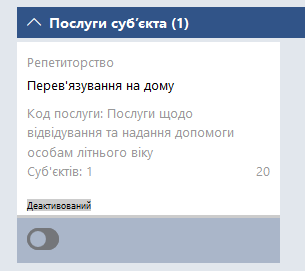 Послуги суб’єкта (1)
Репетиторство
Перев'язування на дому
Код послуги: Послуги щодо
відвідування та надання допомоги
особам літнього віку
Суб'єктів: 1 20
Деактивований